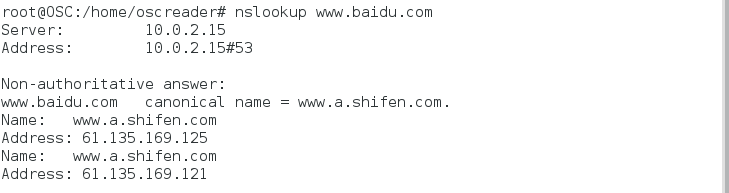 root@OSC:/home/oscreader# nslookup www.baidu.com
Server:         10.0.2.15
Address:        10.0.2.15#53

Non-authoritative answer:
www.baidu.com   canonical name = www.a.shifen.com.
Name:   www.a.shifen.com
Address: 61.135.169.125
Name:   www.a.shifen.com
Address: 61.135.169.121